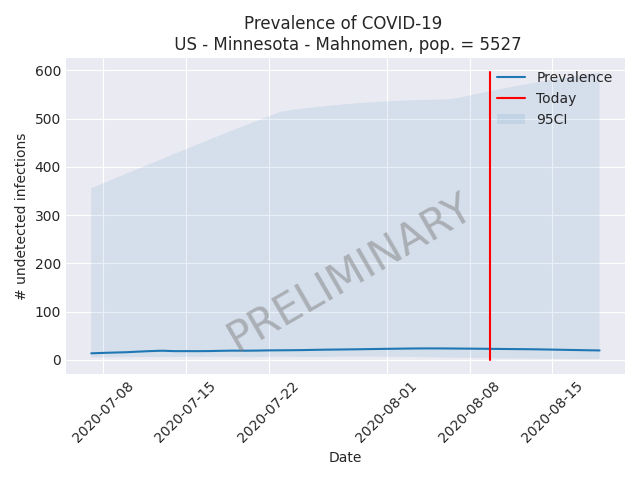 Prevalence of COVID-19
US - Minnesota - Mahnomen, pop. = 5527
600
500
400
300
200
100
0
# undetected infections
Prevalence
Today
95CI
PRELIMINARY
2020-07-08
2020-07-15
2020-07-22
2020-08-01
2020-08-08
2020-08-15
Date